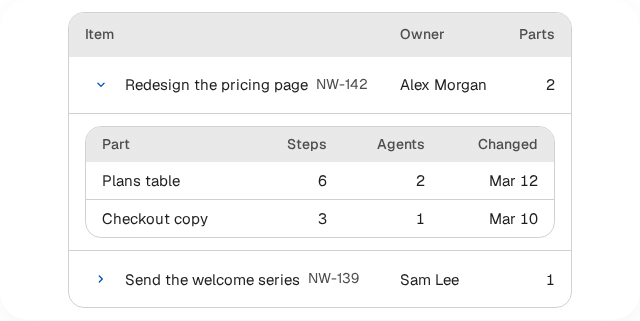 Item Owner Parts
Redesign the pricing page NW-142 Alex Morgan 2
Part Steps Agents Changed
Plans table 6 2 Mar 12
Checkout copy 3 1 Mar 10
Send the welcome series NW-139 Sam Lee 1